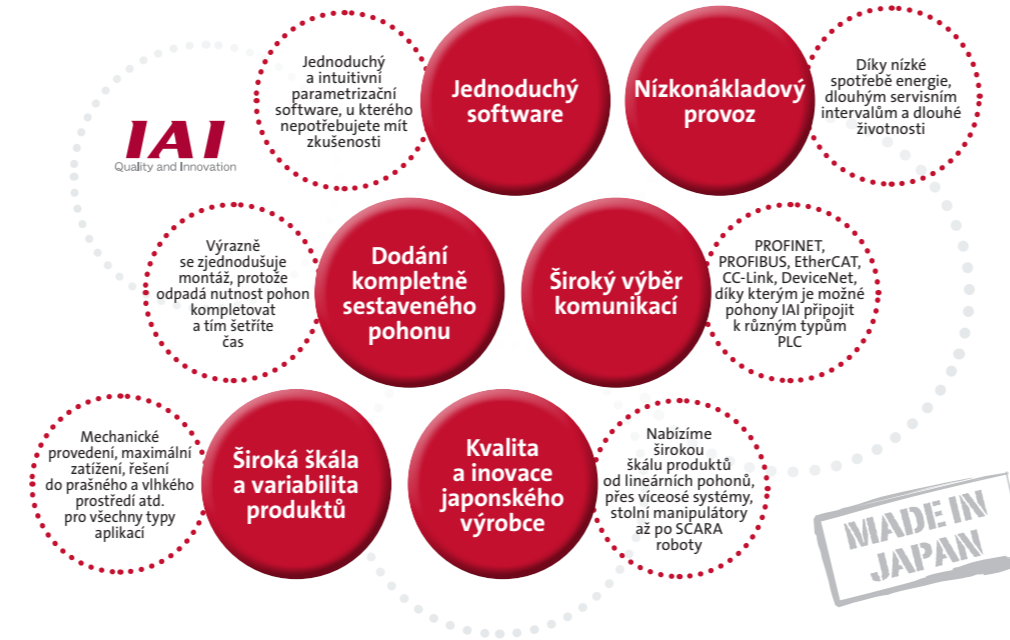 IAI
Quality and Innovation
Jednoduchý
a intuitivní
parametrizační
software, u kterého
nepotřebujete mít
zkušenosti
Jednoduchý
software
Nízkonákladový
provoz
Díky nízké
spotřebě energie,
dlouhým servisním
intervalům a dlouhé
životnosti
Výrazně
se zjednodušuje
montáž, protože
odpadá nutnost pohon
kompletovat
a tím šetříte
čas
Dodání
kompletně
sestaveného
pohonu
Široký výběr
komunikací
PROFINET,
PROFIBUS, EtherCAT,
CC-Link, DeviceNet,
díky kterým je možné
pohony IAI připojit
k různým typům
PLC
Mechanické
provedení, maximální
zatížení, řešení
do prašného a vlhkého
prostředí atd.
pro všechny typy
aplikací
Široká škála
a variabilita
produktů
Kvalita
a inovace
japonského
výrobce
Nabízíme
širokou
škálu produktů
od lineárních pohonů,
přes víceosé systémy,
stolní manipulátory
až po SCARA
roboty
MADE IN
JAPAN